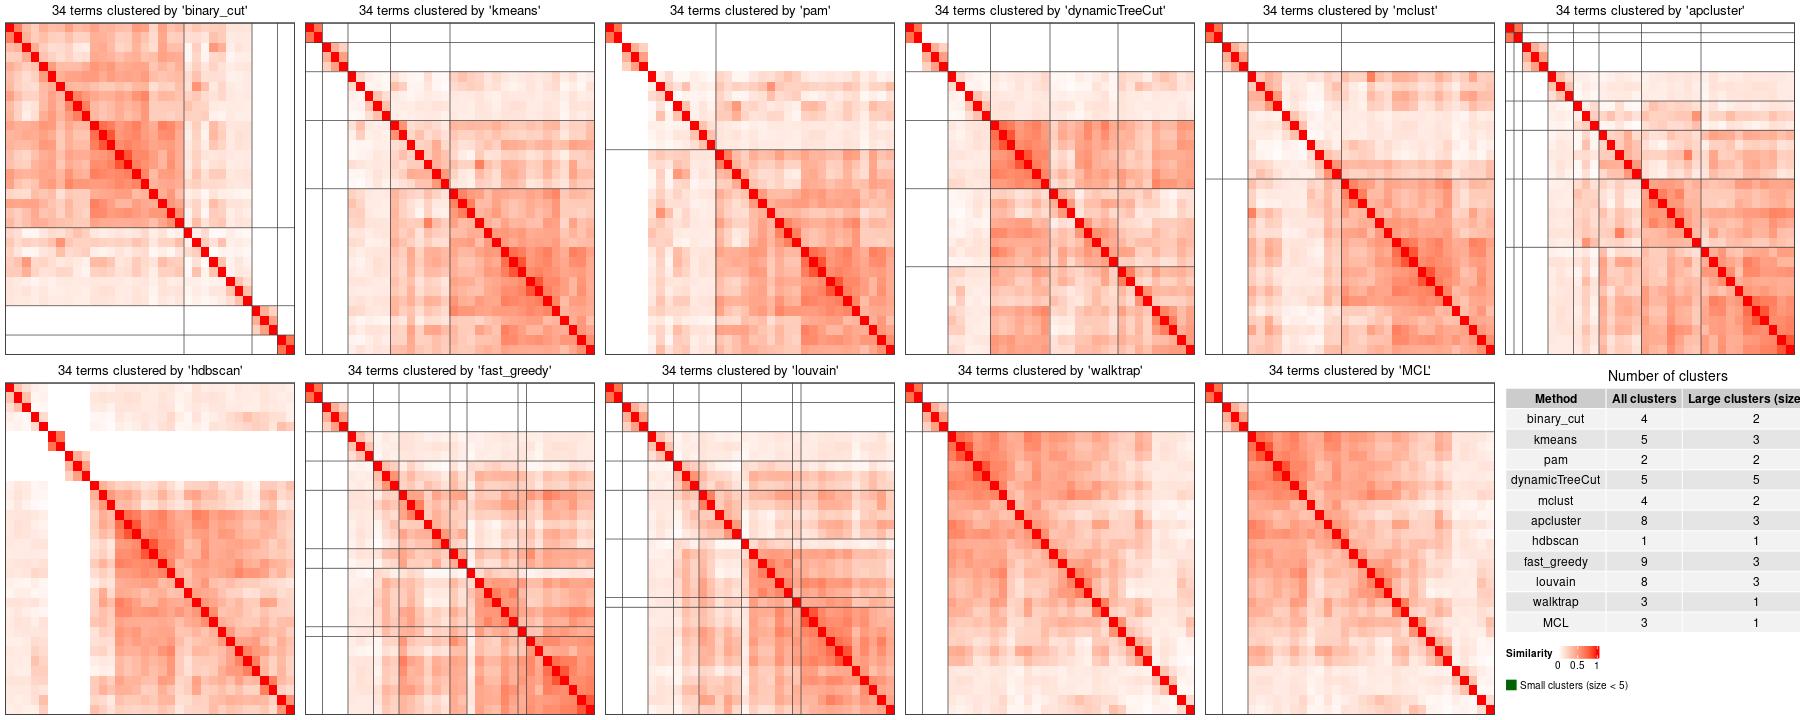 34 terms clustered by 'binary_cut'
34 terms clustered by 'kmeans'
34 terms clustered by 'pam'
34 terms clustered by 'dynamicTreeCut'
34 terms clustered by 'mclust'
34 terms clustered by 'apcluster'
34 terms clustered by 'hdbscan'
34 terms clustered by 'fast_greedy'
34 terms clustered by 'louvain'
34 terms clustered by 'walktrap'
34 terms clustered by 'MCL'
Number of clusters
Method All clusters Large clusters (size
binary_cut 4 2
kmeans 5 3
pam 2 2
dynamicTreeCut 5 5
mclust 4 2
apcluster 8 3
hdbscan 1 1
fast_greedy 9 3
louvain 8 3
walktrap 3 1
MCL 3 1
Similarity
0 0.5 1
Small clusters (size < 5)